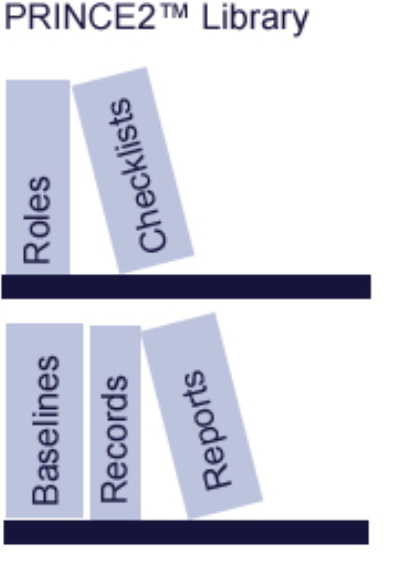 PRINCE2™ Library
Roles
Checklists
Baselines
Records
Reports